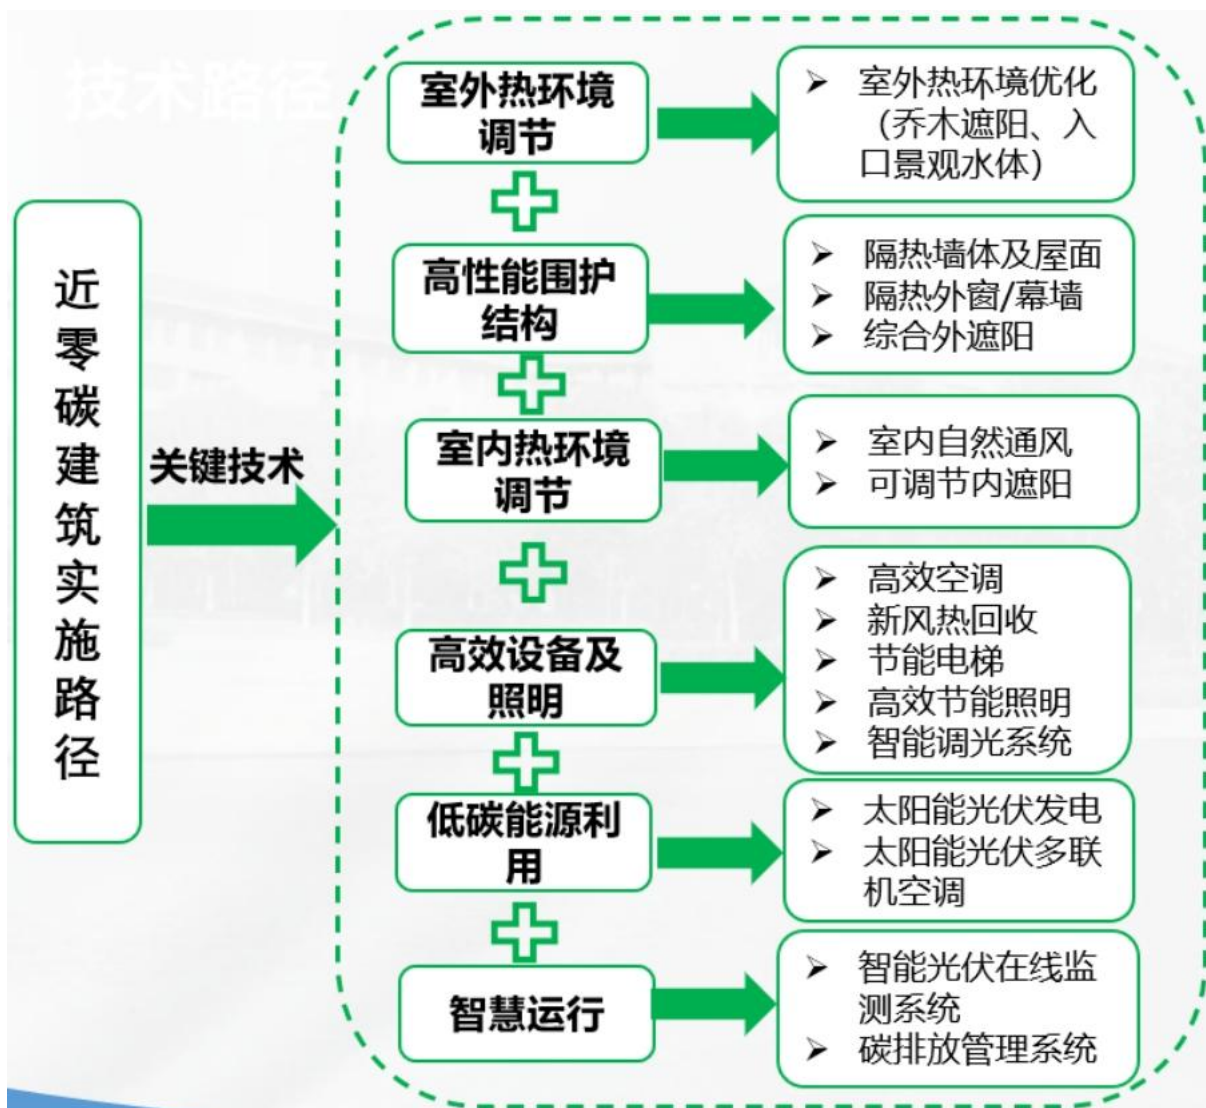 技术路径
近零碳建筑实施路径
关键技术
室外热环境
调节
➢ 室外热环境优化
（乔木遮阳、入
口景观水体）
高性能围护
结构
➢ 隔热墙体及屋面
➢ 隔热外窗/幕墙
➢ 综合外遮阳
室内热环境
调节
➢ 室内自然通风
➢ 可调节内遮阳
高效设备及
照明
➢ 高效空调
➢ 新风热回收
➢ 节能电梯
➢ 高效节能照明
➢ 智能调光系统
低碳能源利
用
➢ 太阳能光伏发电
➢ 太阳能光伏多联
机空调
智慧运行
➢ 智能光伏在线监
测系统
➢ 碳排放管理系统